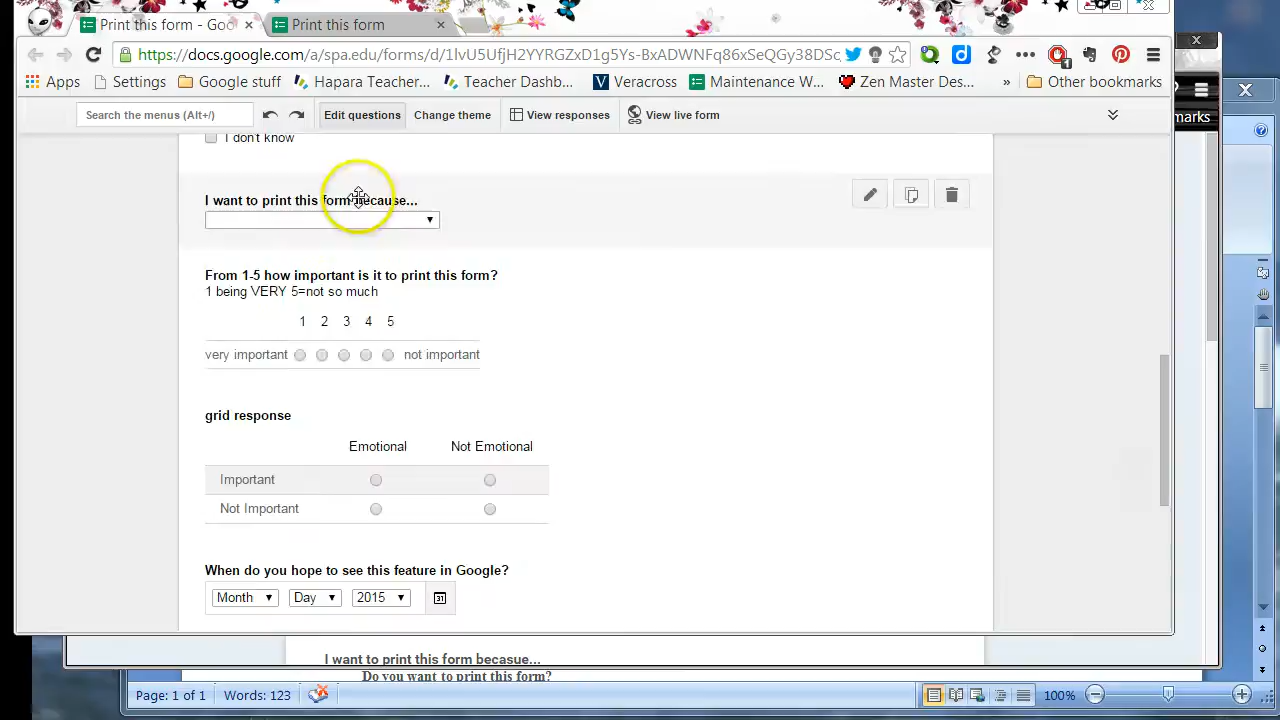 Print this form - Goo
Print this form
https://docs.google.com/a/spa.edu/forms/d/
Apps
Settings
Google stuff
Hapara Teacher...
Teacher Dashb...
Veracross
Maintenance W...
Zen Master Des...
»
Other bookmarks
Search the menus (Alt+/)
Edit questions
Change theme
View responses
View live form
marks
I don't know
I want to print this form because...
From 1-5 how important is it to print this form?
1 being VERY 5=not so much
1 2 3 4 5
very important not important
grid response
Emotional Not Emotional
Important
Not Important
When do you hope to see this feature in Google?
Month Day 2015 31
I want to print this form becasue...
Do you want to print this form?
Page: 1 of 1 Words: 123 100%